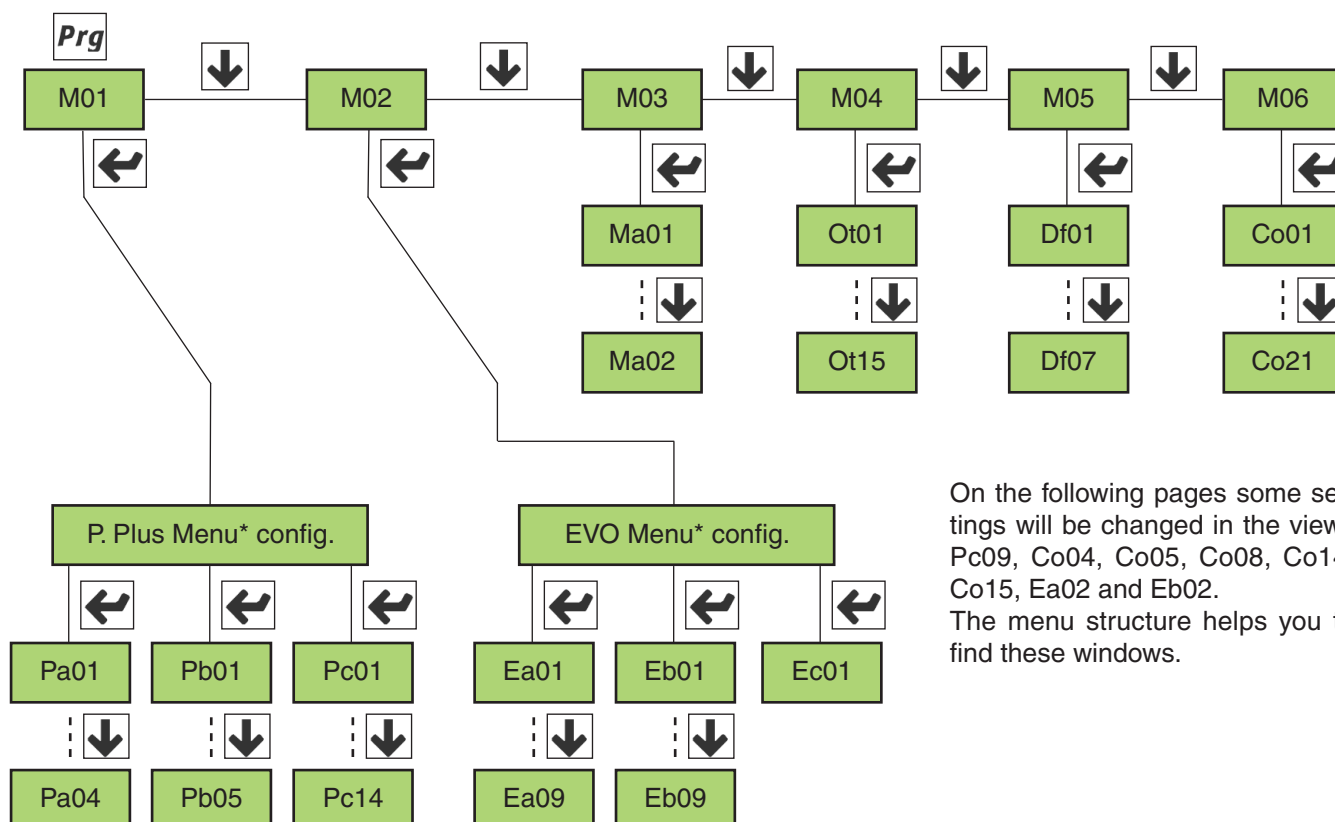 Prg
M01
M02
M03
M04
M05
M06
Ma01
Ot01
Df01
Co01
Ma02
Ot15
Df07
Co21
P. Plus Menu* config.
EVO Menu* config.
On the following pages some se
tings will be changed in the view
Pc09, Co04, Co05, Co08, Co14
Co15, Ea02 and Eb02.
The menu structure helps you t
find these windows.
Pa01
Pb01
Pc01
Ea01
Eb01
Ec01
Pa04
Pb05
Pc14
Ea09
Eb09